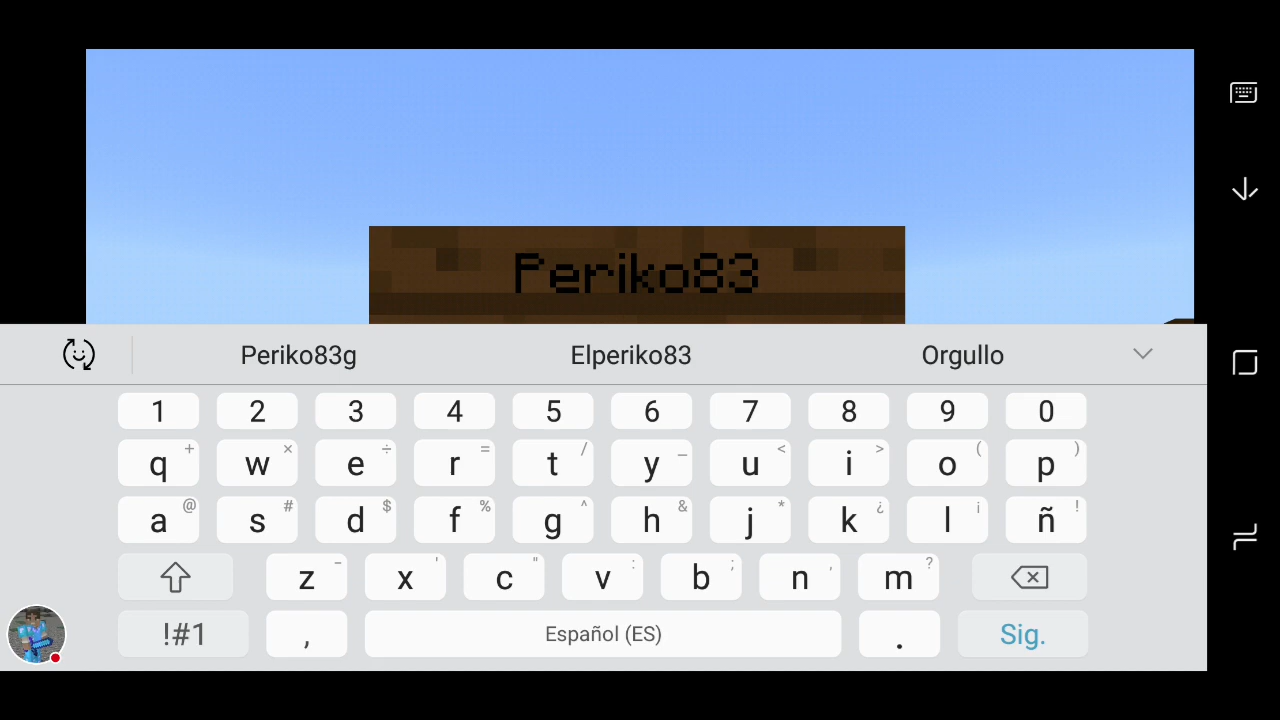 Periko83
Periko83g Elperiko83 Orgullo
1 2 3 4 5 6 7 8 9 0
+ × ÷ = / _ < > ( )
q w e r t y u i o p
@ # $ % ^ & * ¿ ¡ !
a s d f g h j k l ñ
- ' " : ; , ?
z x c v b n m
!#1 , Español (ES) . Sig.